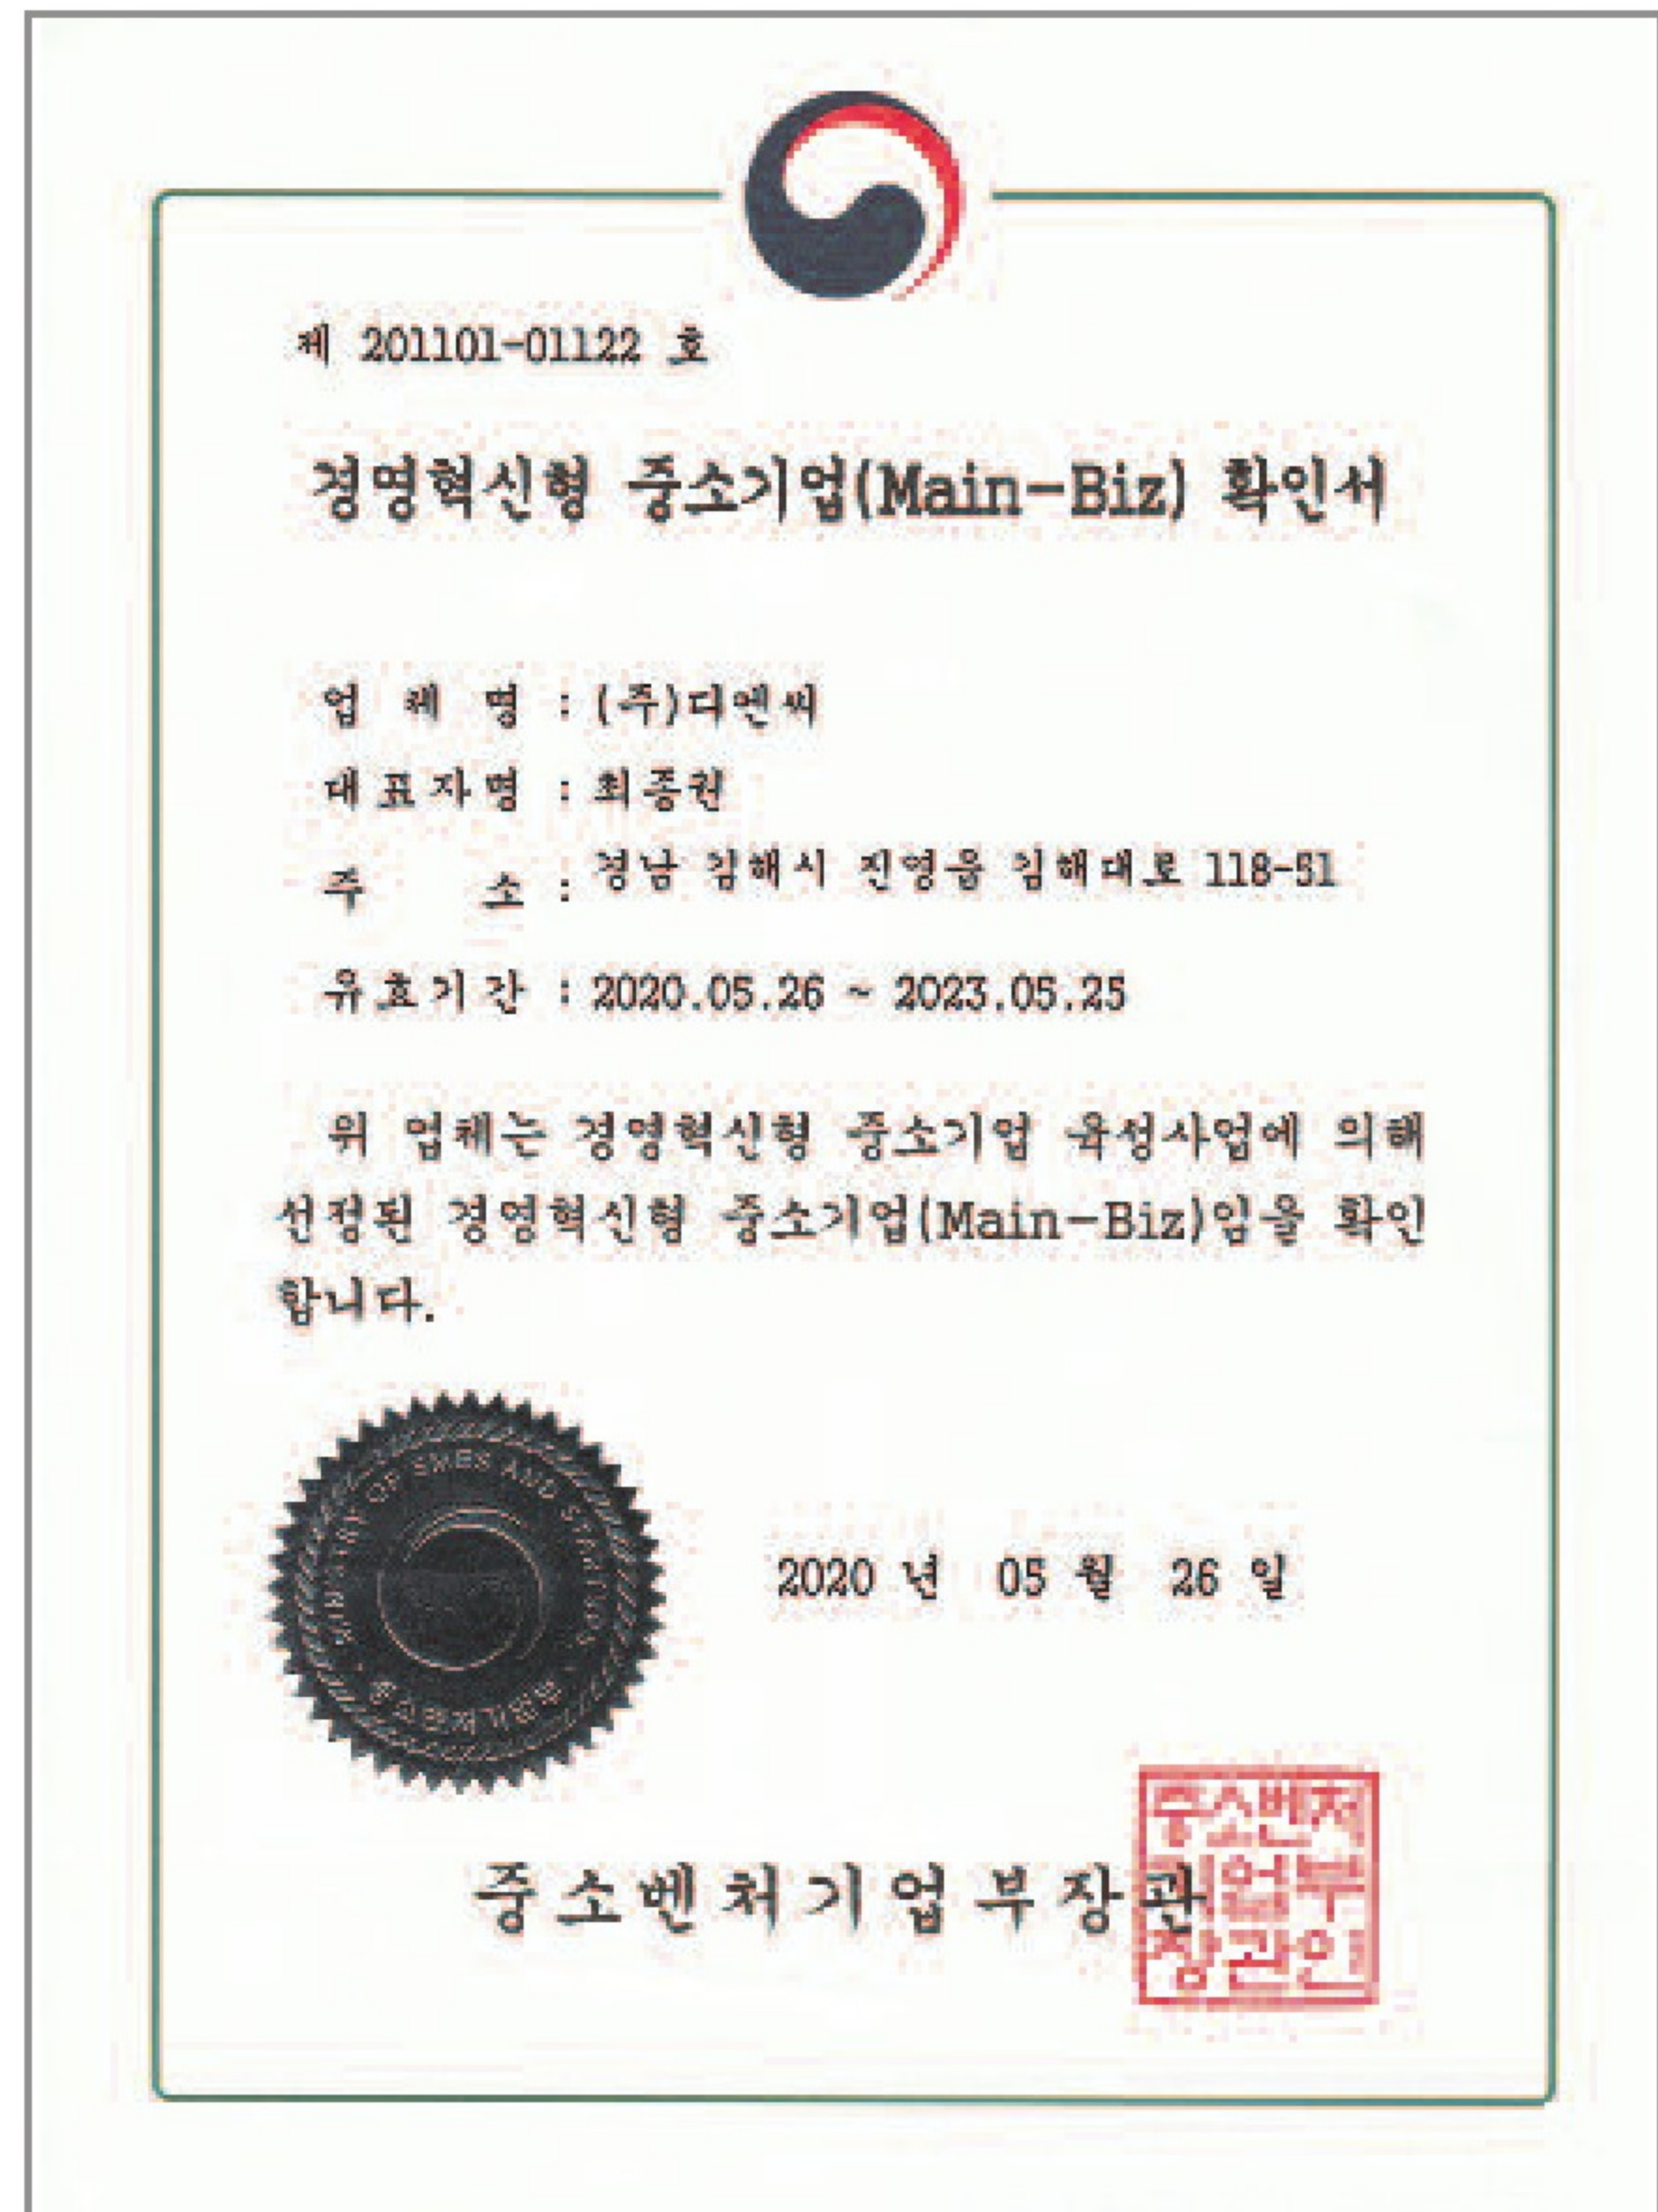 제 201101-01122 호
경영혁신형 중소기업(Main-Biz) 확인서
업 체 명 : (주)디엔씨
대표자명 : 최종권
주 소 : 경남 김해시 진영읍 김해대로 118-51
유효기간 : 2020.05.26 ~ 2023.05.25
위 업체는 경영혁신형 중소기업 육성사업에 의해
선정된 경영혁신형 중소기업(Main-Biz)임을 확인
합니다.
MINISTRY OF SMES AND STARTUPS
2020 년 05 월 26 일
중소벤처기업부장관
중소벤처
기업부
장관인